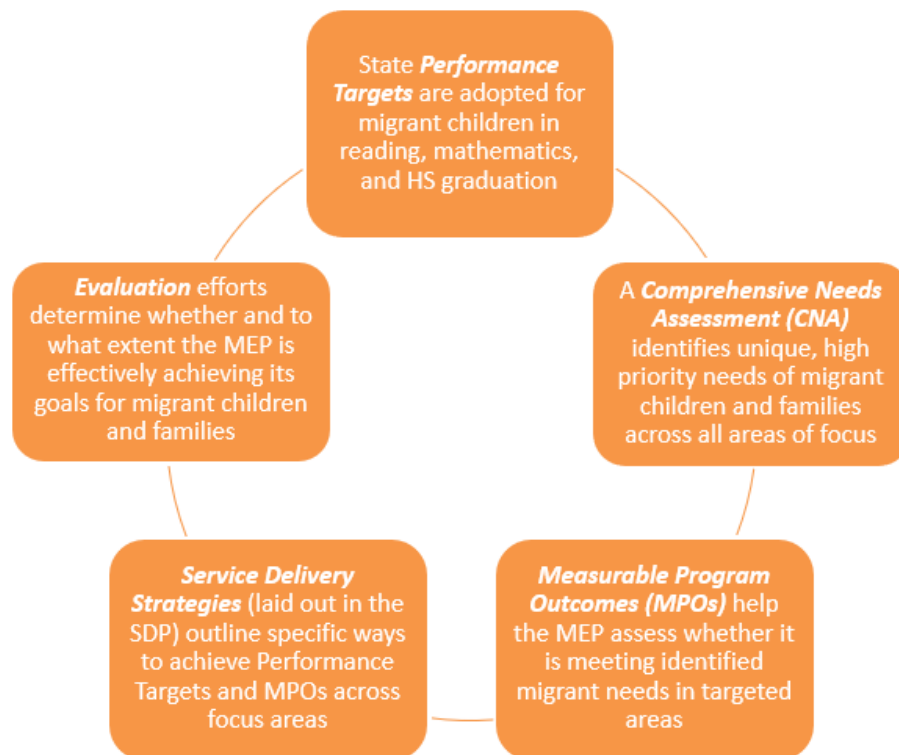 State Performance
Targets are adopted for
migrant children in
reading, mathematics,
and HS graduation
A Comprehensive Needs
Assessment (CNA)
identifies unique, high
priority needs of migrant
children and families
across all areas of focus
Measurable Program
Outcomes (MPOs) help
the MEP assess whether it
is meeting identified
migrant needs in targeted
areas
Service Delivery
Strategies (laid out in the
SDP) outline specific ways
to achieve Performance
Targets and MPOs across
focus areas
Evaluation efforts
determine whether and to
what extent the MEP is
effectively achieving its
goals for migrant children
and families